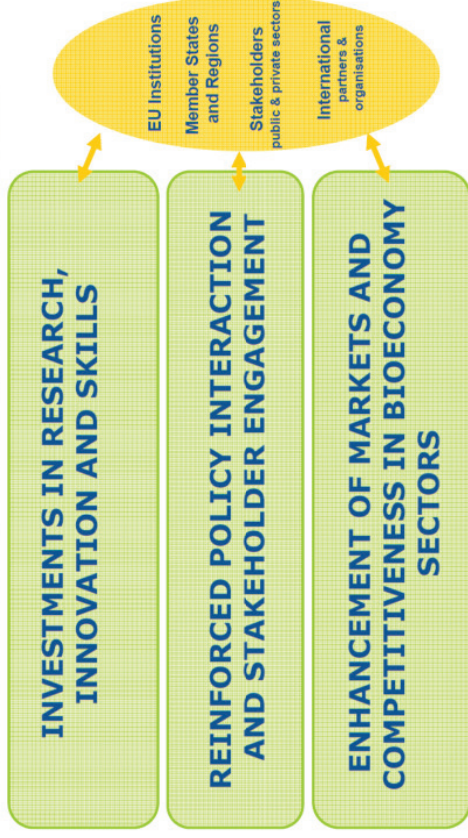 INVESTMENTS IN RESEARCH,
INNOVATION AND SKILLS
REINFORCED POLICY INTERACTION
AND STAKEHOLDER ENGAGEMENT
ENHANCEMENT OF MARKETS AND
COMPETITIVENESS IN BIOECONOMY
SECTORS
EU Institutions
Member States
and Regions
Stakeholders
public & private sectors
International
partners &
organisations